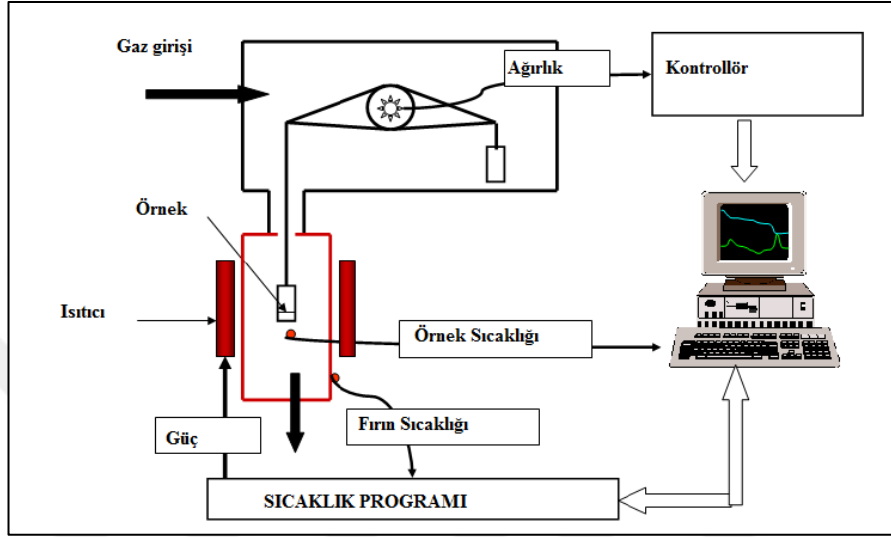 Gaz girişi
Ağırlık
Kontrollör
Örnek
Isıtıcı
Örnek Sıcaklığı
Fırın Sıcaklığı
Güç
SICAKLIK PROGRAMI